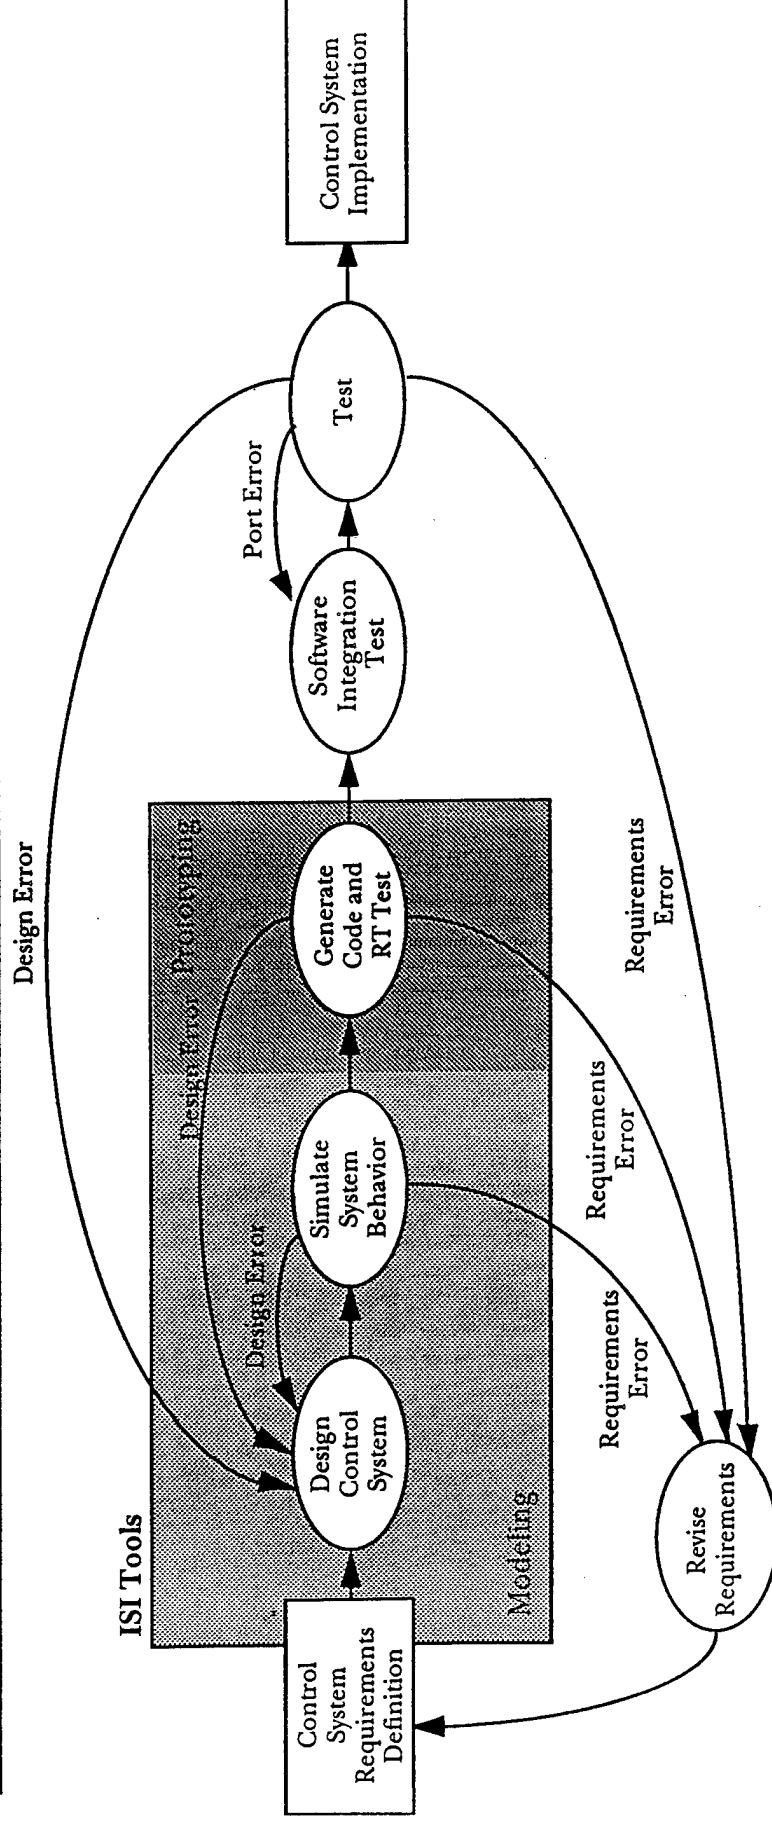 Design Error
ISI Tools
Prototyping
Design Error
Design Error
Port Error
Control
System
Requirements
Definition
Design
Control
System
Simulate
System
Behavior
Generate
Code and
RT Test
Software
Integration
Test
Test
Control System
Implementation
Modeling
Requirements
Error
Requirements
Error
Requirements
Error
Revise
Requirements